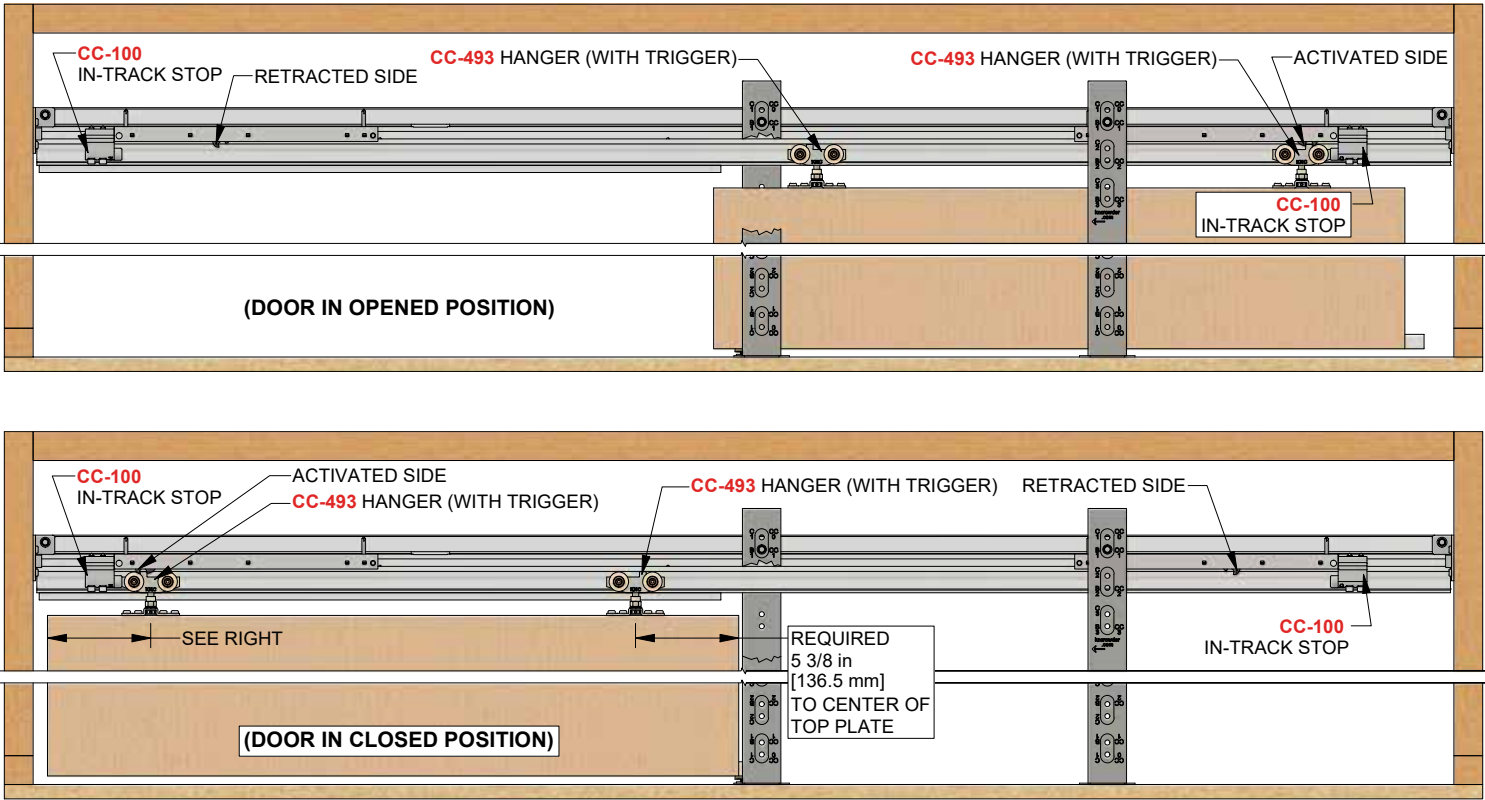 CC-100
IN-TRACK STOP
RETRACTED SIDE
CC-493 HANGER (WITH TRIGGER)
CC-493 HANGER (WITH TRIGGER)
ACTIVATED SIDE
CC-100
IN-TRACK STOP
(DOOR IN OPENED POSITION)
CC-100
IN-TRACK STOP
ACTIVATED SIDE
CC-493 HANGER (WITH TRIGGER)
CC-493 HANGER (WITH TRIGGER)
RETRACTED SIDE
CC-100
IN-TRACK STOP
SEE RIGHT
REQUIRED
5 3/8 in
[136.5 mm]
TO CENTER OF
TOP PLATE
(DOOR IN CLOSED POSITION)